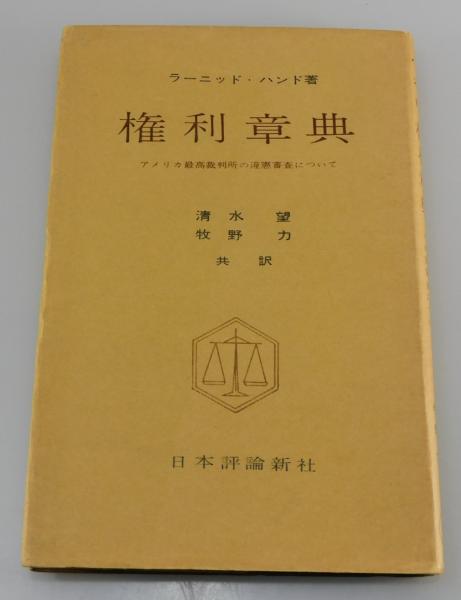 ラーニッド・ハンド著
権利章典
アメリカ最高裁判所の違憲審査について
清水 望
牧野 力
共訳
日本評論新社